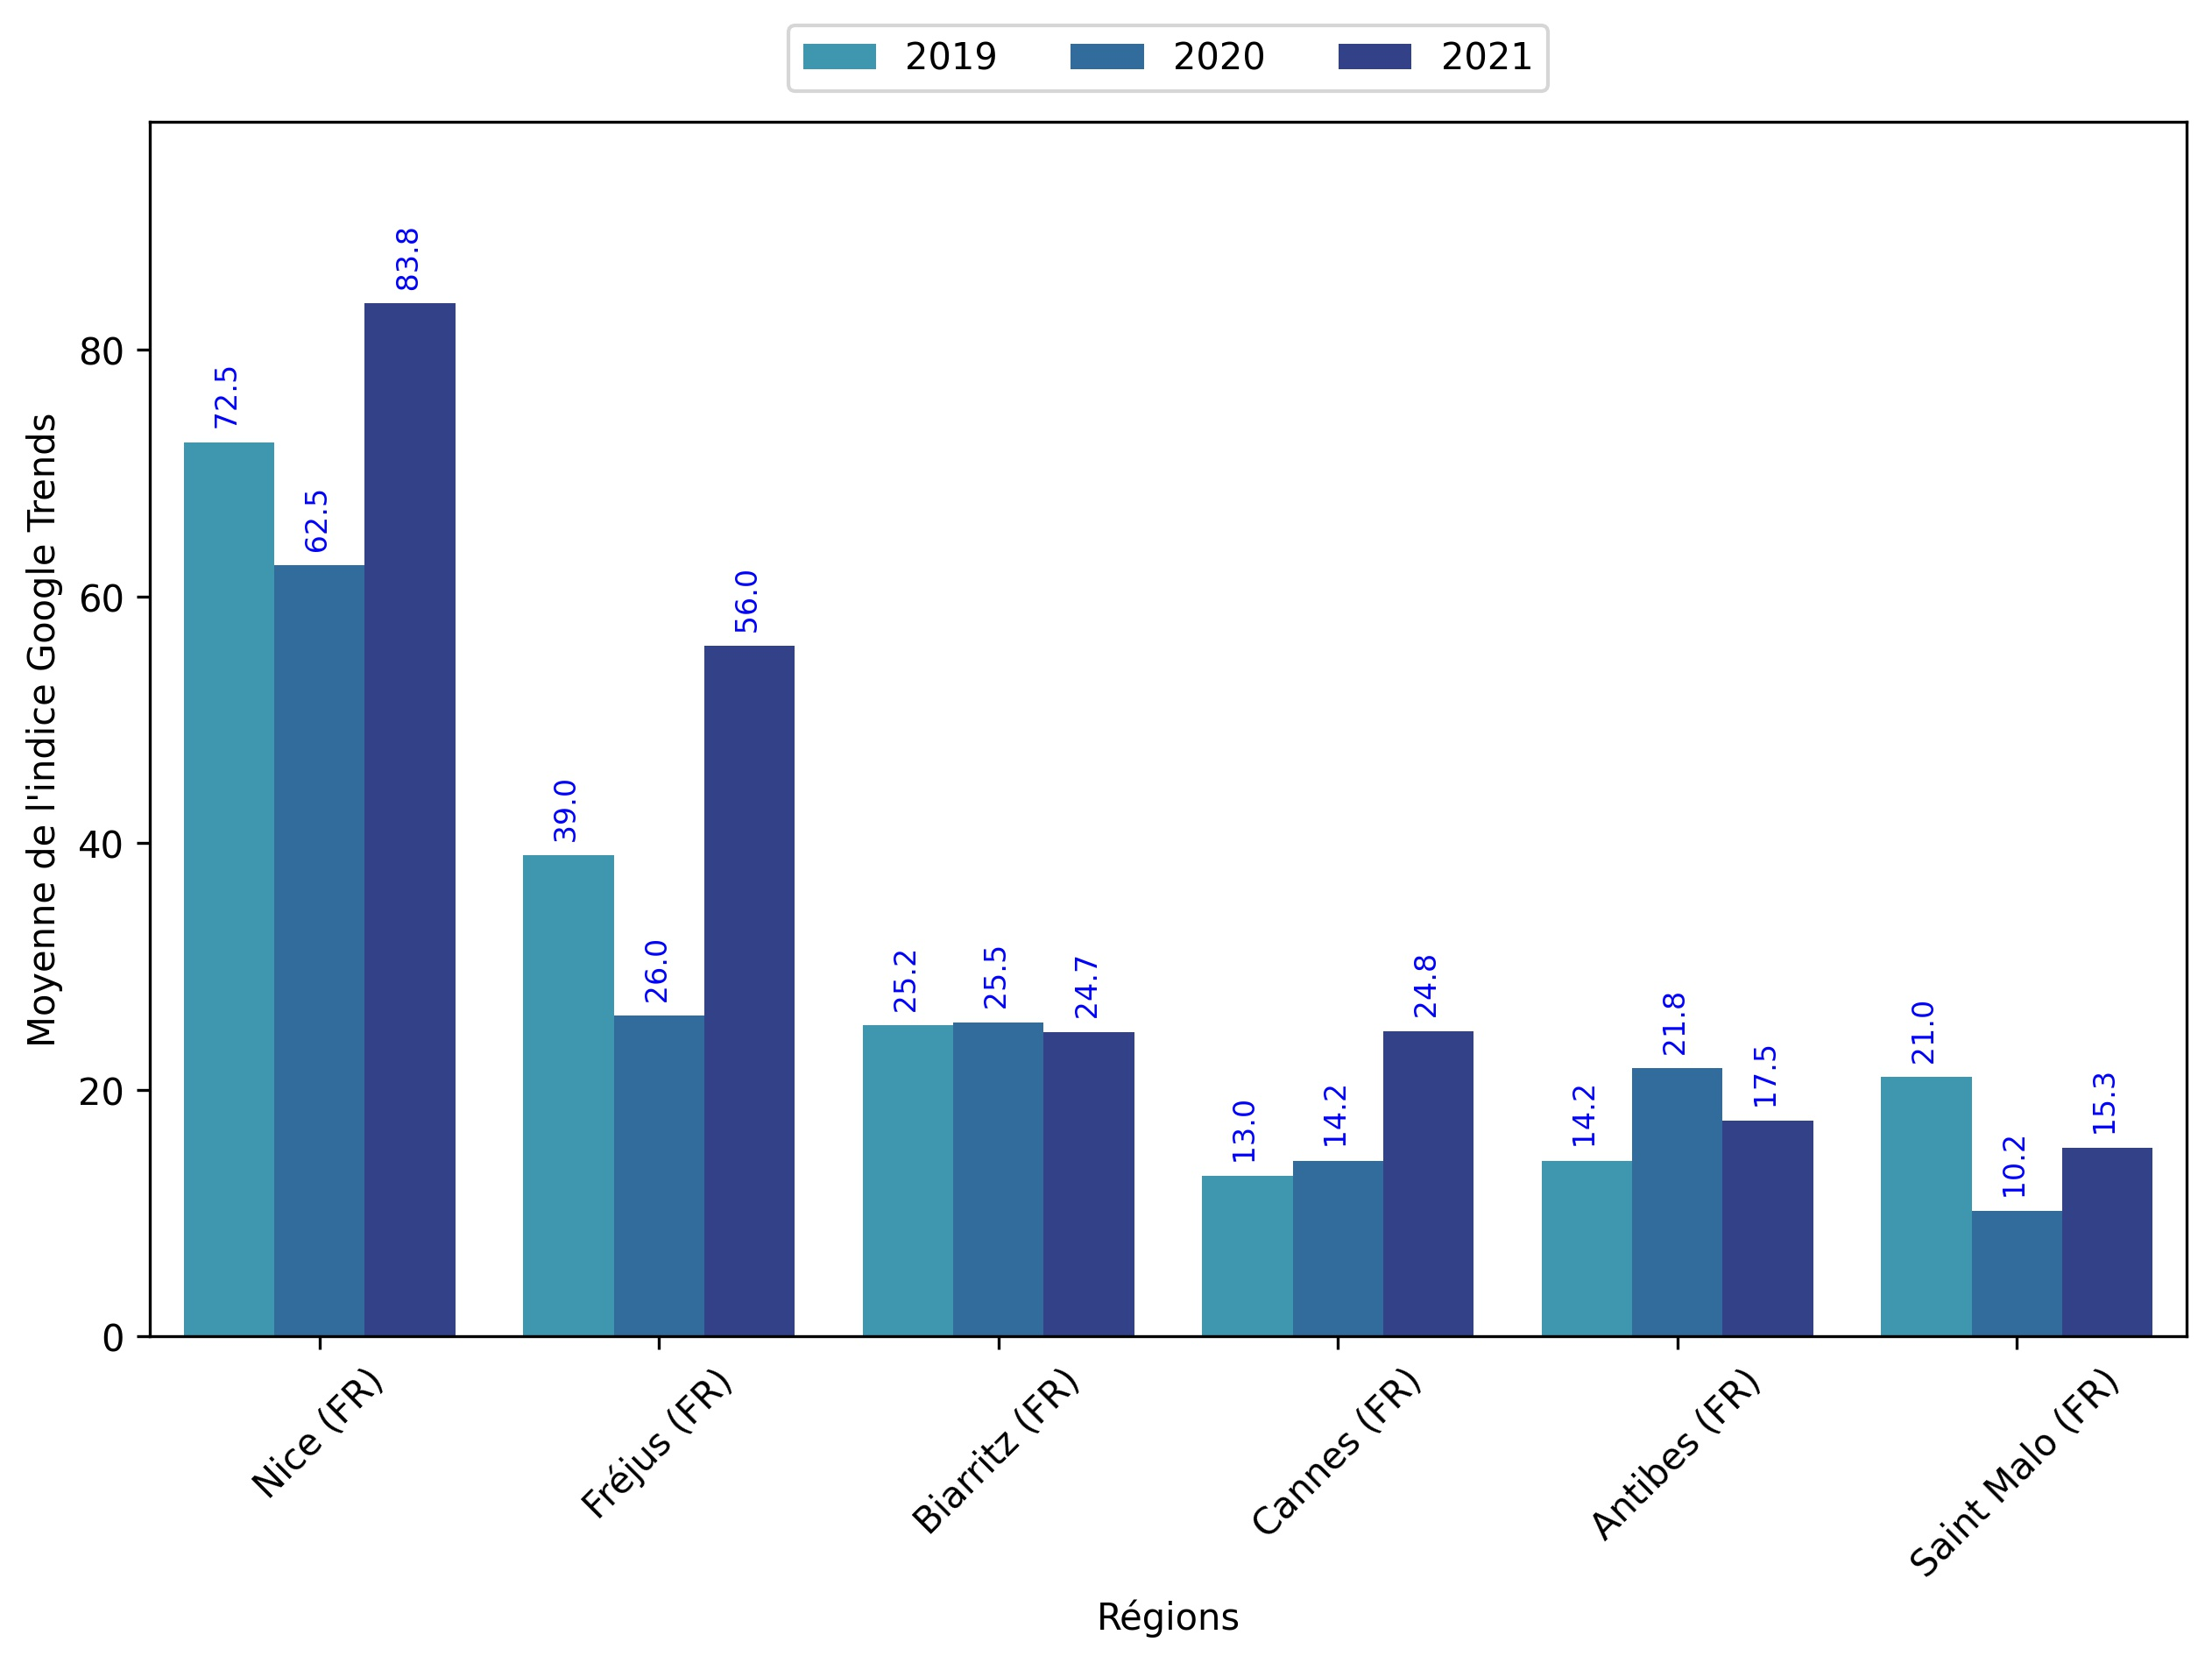 2019 2020 2021
Moyenne de l'indice Google Trends
80
60
40
20
0
72.5
62.5
83.8
39.0
26.0
56.0
25.2
25.5
24.7
13.0
14.2
24.8
14.2
21.8
17.5
21.0
10.2
15.3
Nice (FR)
Fréjus (FR)
Biarritz (FR)
Cannes (FR)
Antibes (FR)
Saint Malo (FR)
Régions